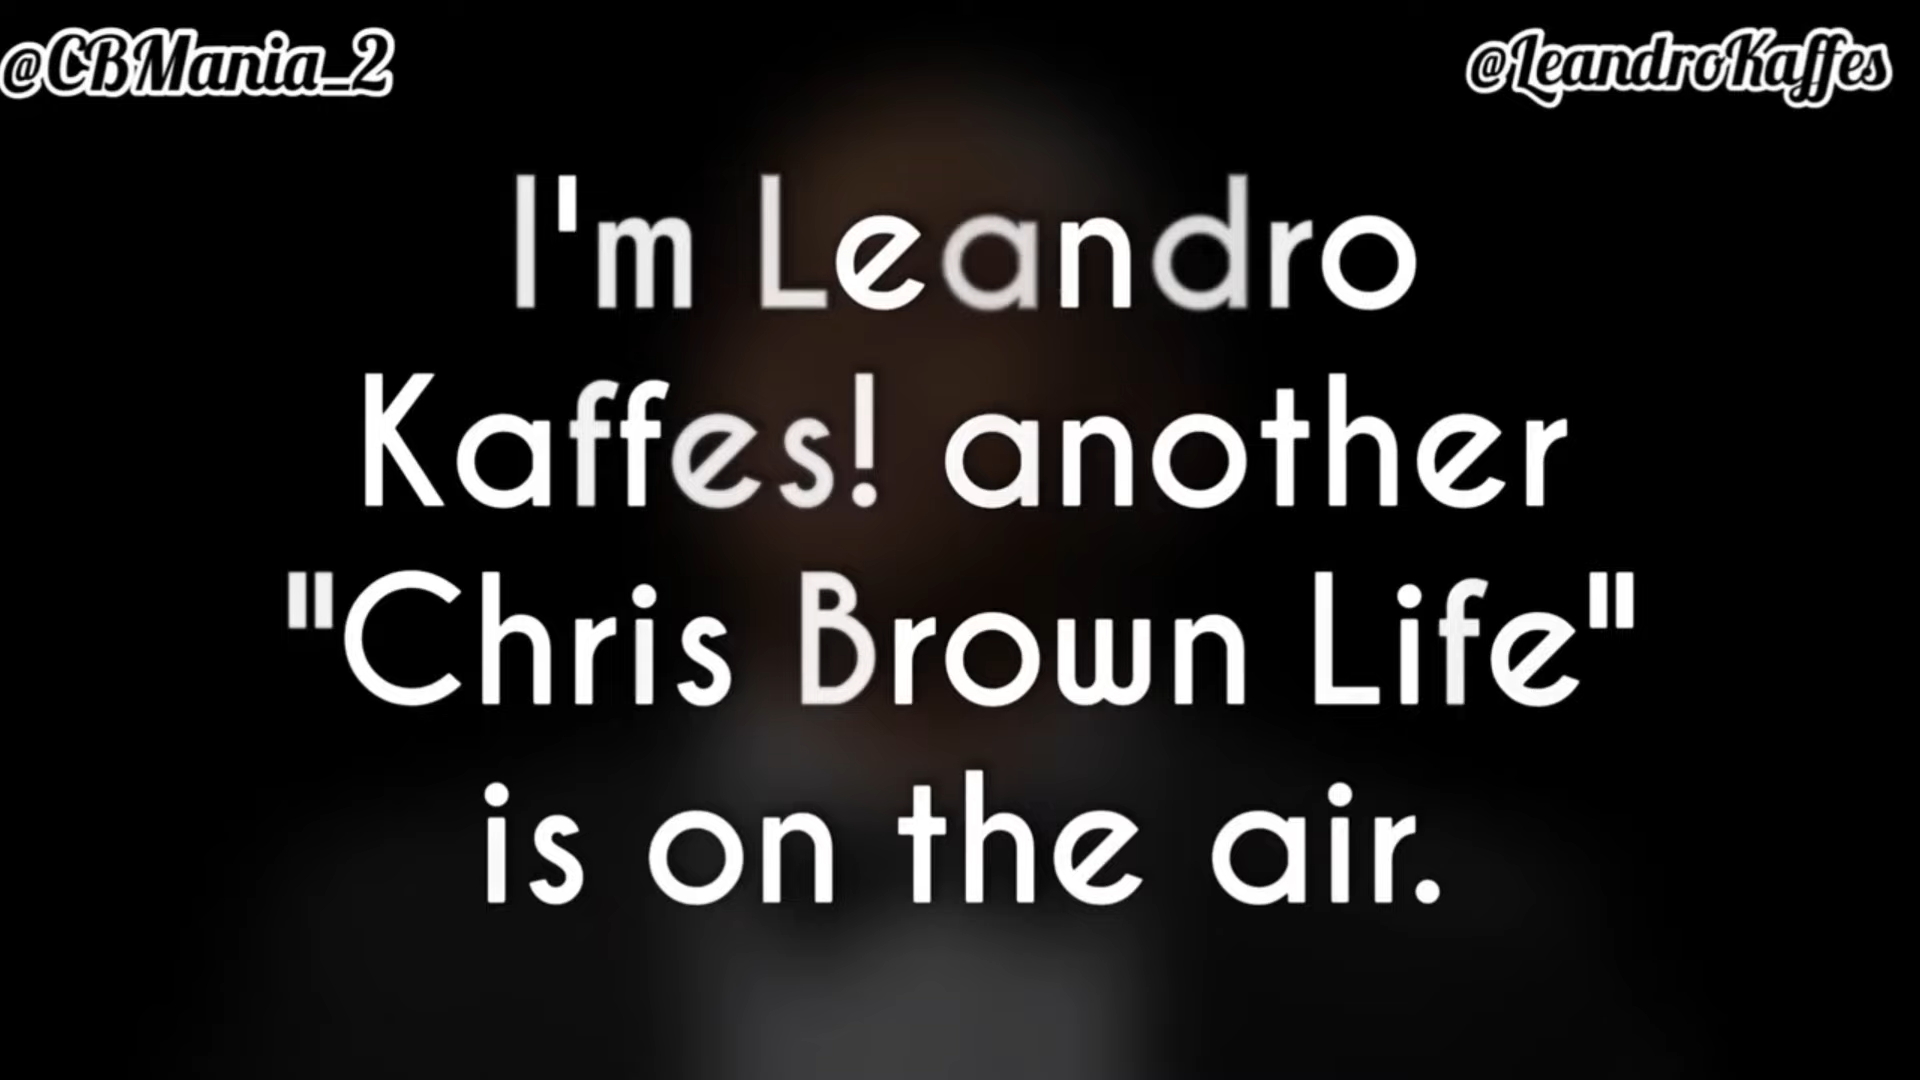 @CBMania_2
@LeandroKaffes
I'm Leandro
Kaffes! another
"Chris Brown Life"
is on the air.